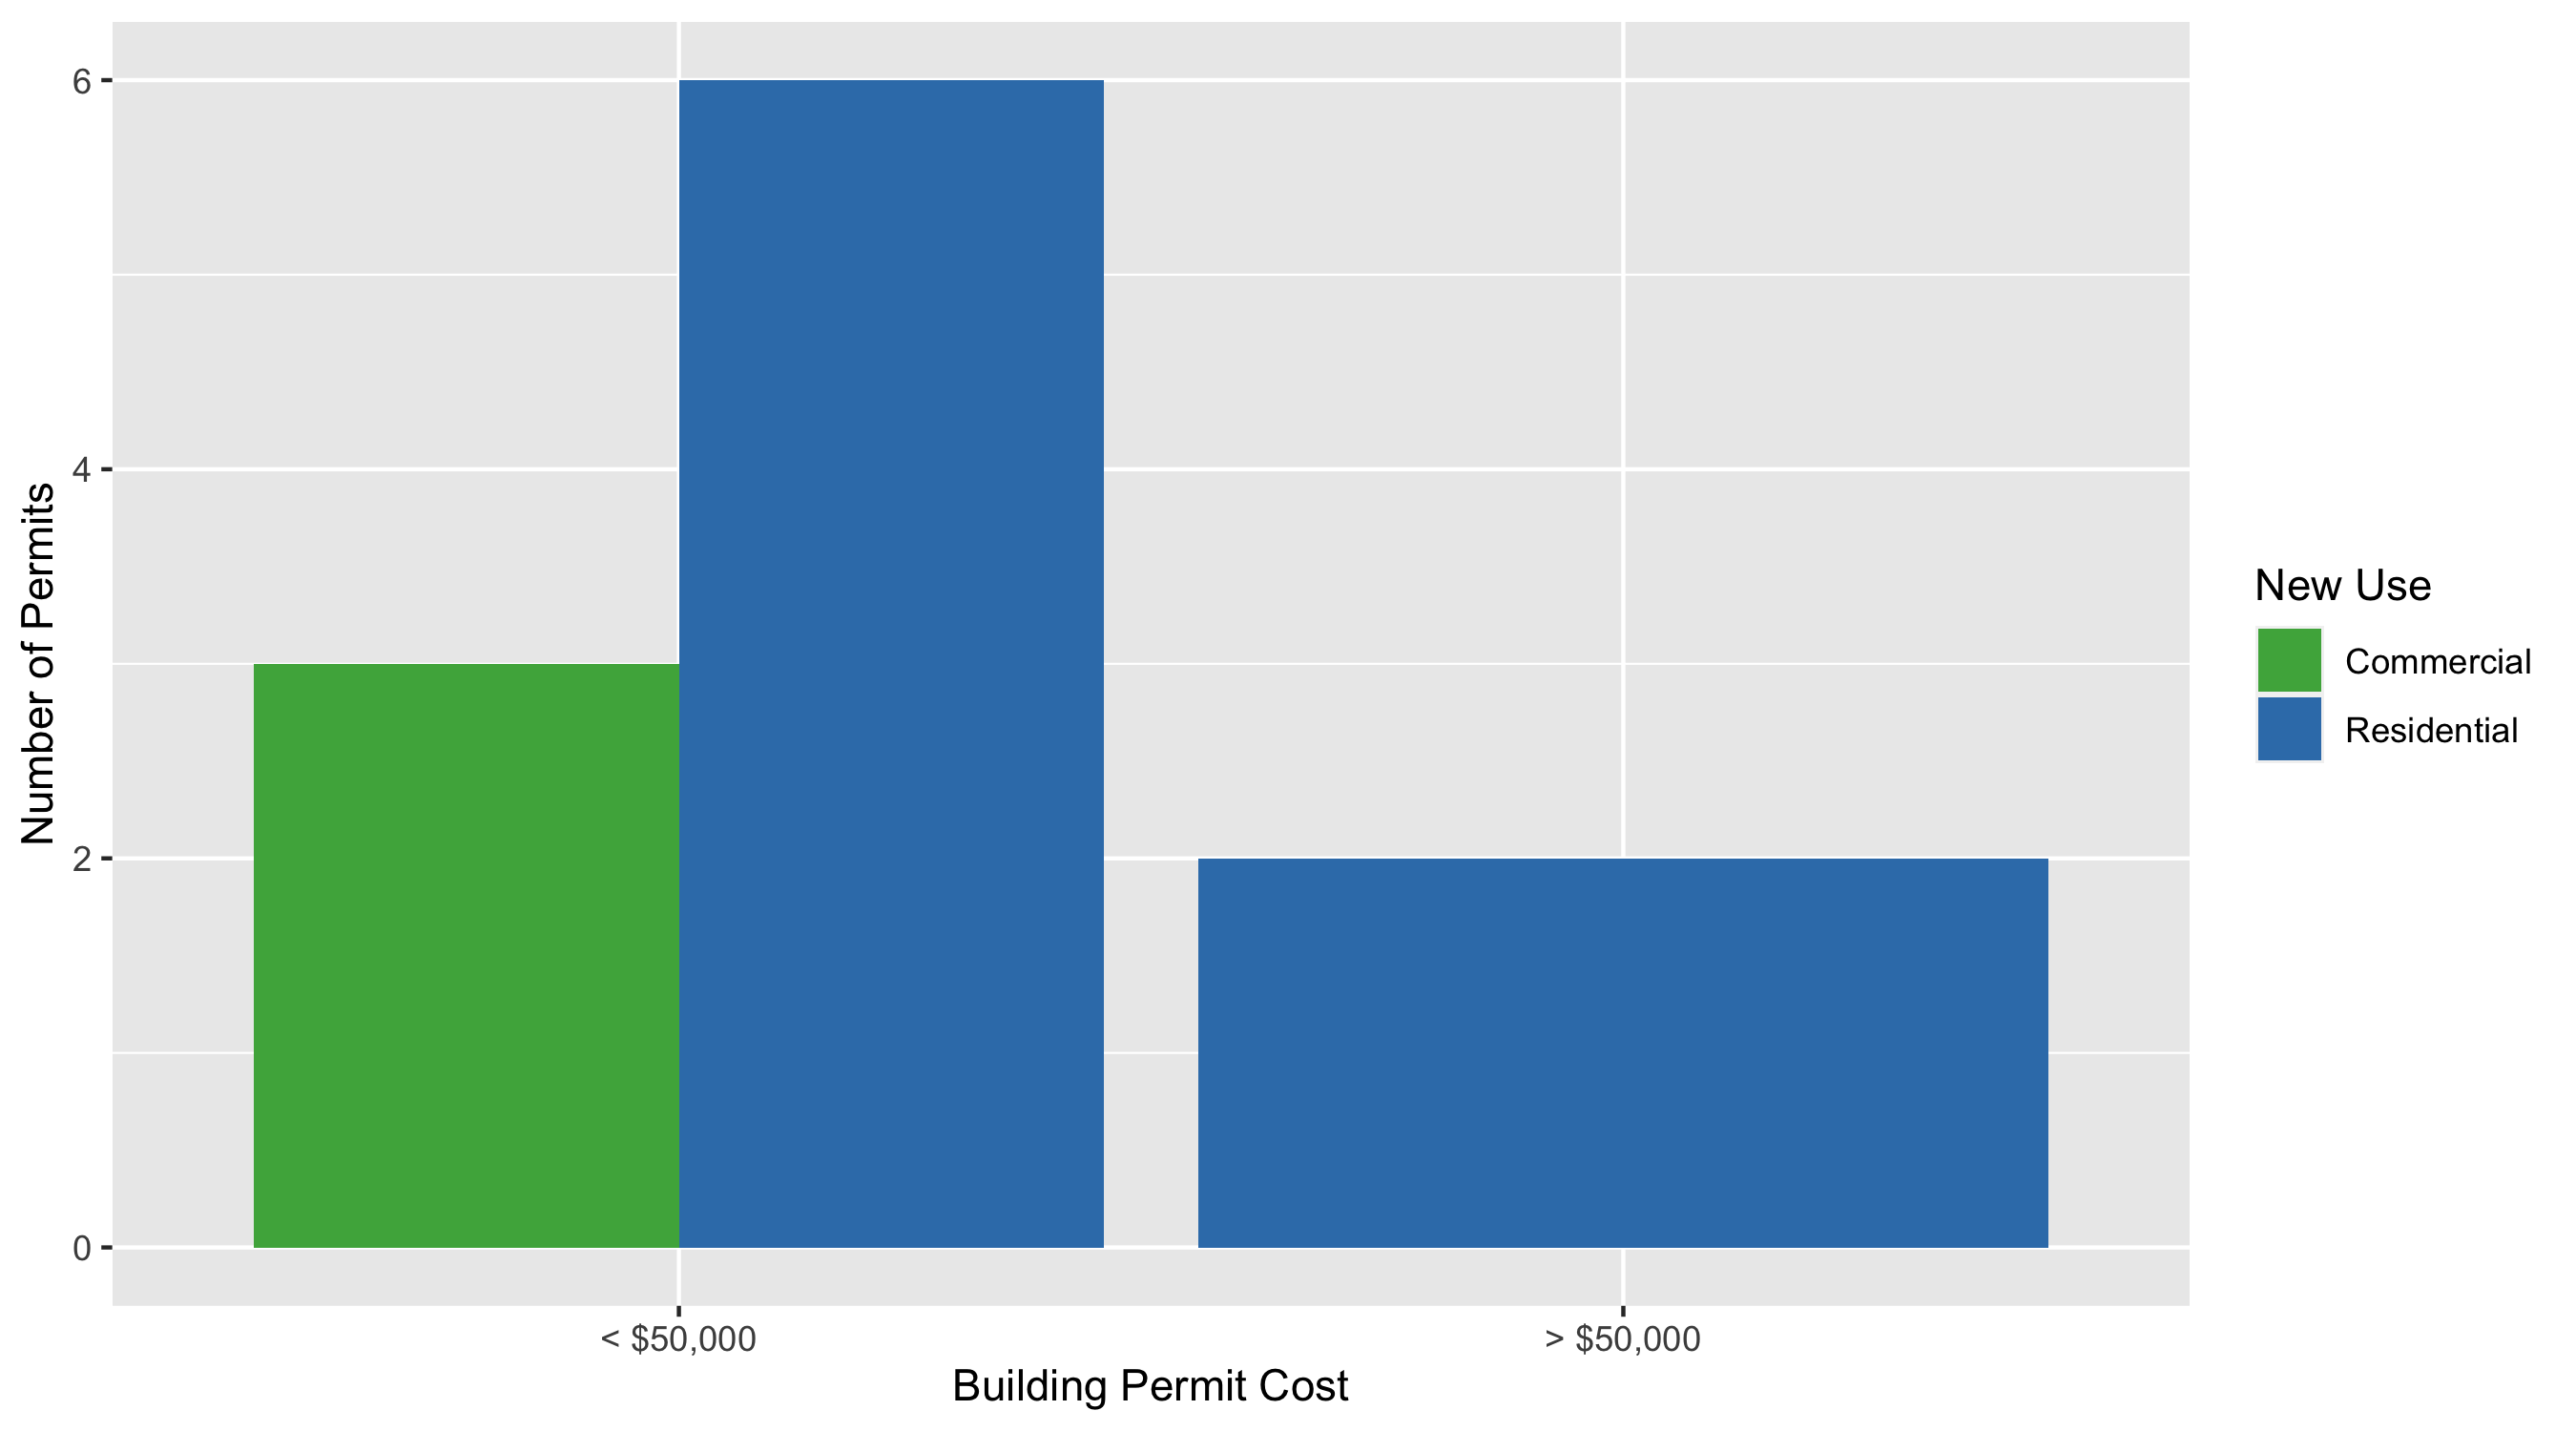 6
4
2
0
Number of Permits
< $50,000
> $50,000
Building Permit Cost
New Use
Commercial
Residential